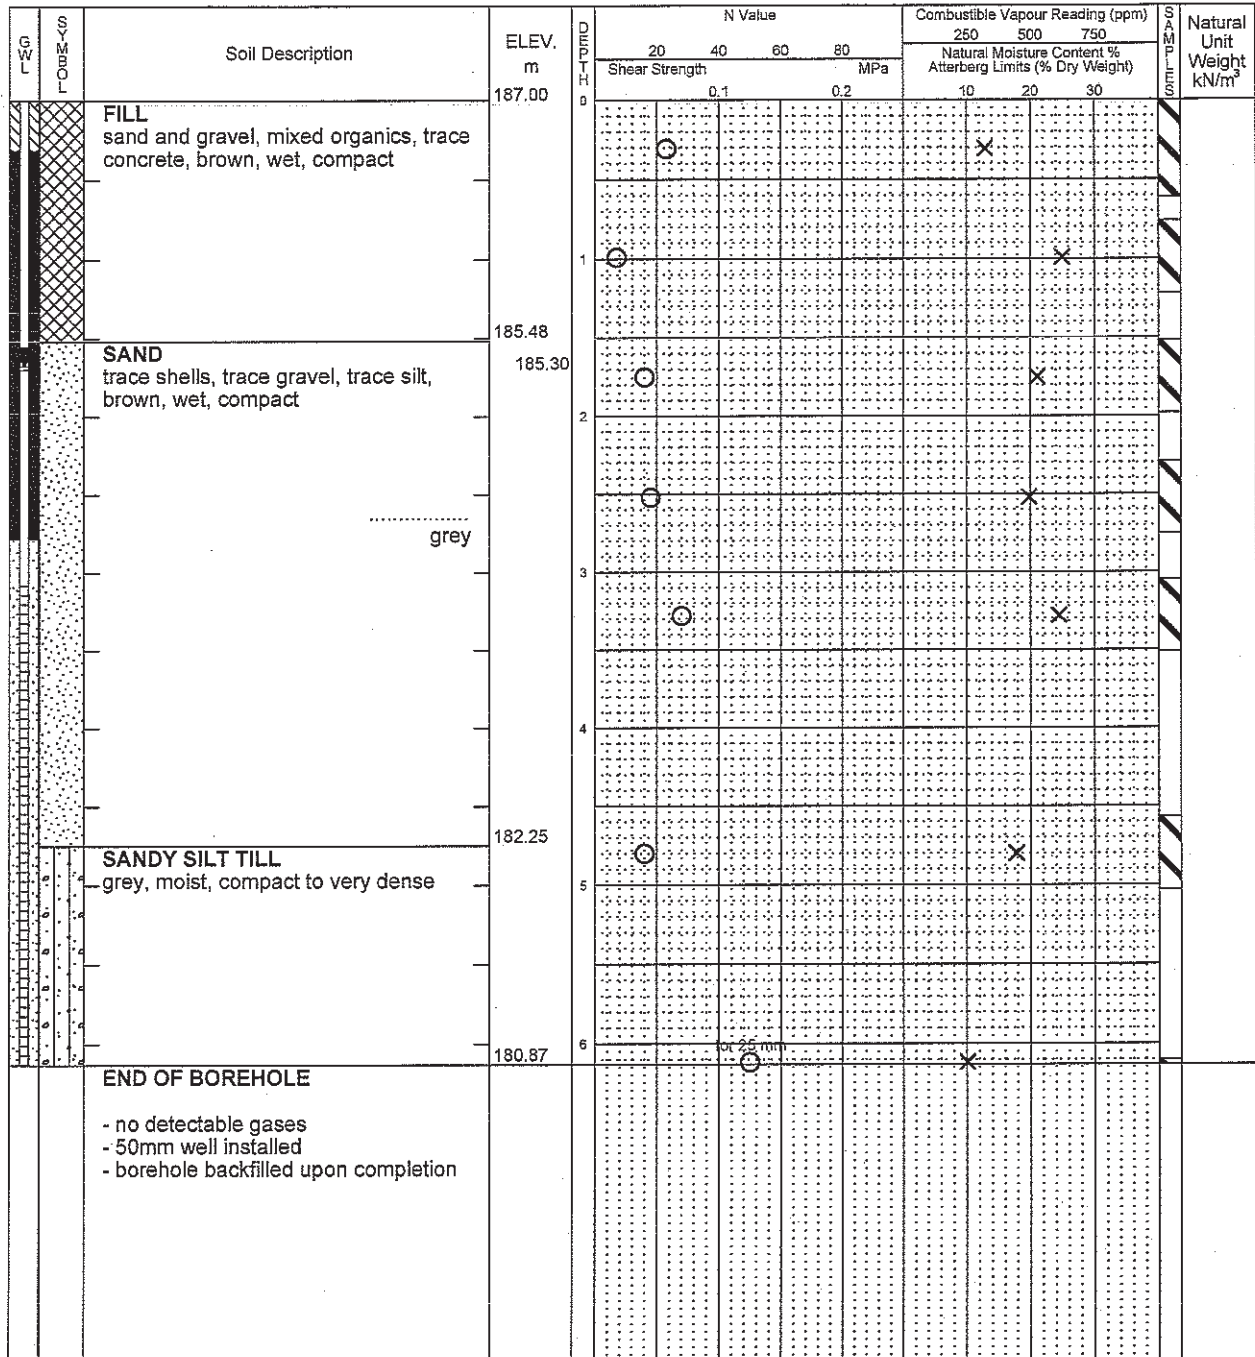 GWL
SYMBOL
Soil Description
ELEV.
m
DEPTH
N Value
20 40 60 80
Shear Strength MPa
0.1 0.2
Combustible Vapour Reading (ppm)
250 500 750
Natural Moisture Content %
Atterberg Limits (% Dry Weight)
10 20 30
SAMPLES
Natural
Unit
Weight
kN/m³
187.00
0
FILL
sand and gravel, mixed organics, trace
concrete, brown, wet, compact
1
185.48
SAND
185.30
trace shells, trace gravel, trace silt,
brown, wet, compact
2
grey
3
4
182.25
SANDY SILT TILL
grey, moist, compact to very dense
5
6
for 25 mm
180.87
END OF BOREHOLE
- no detectable gases
- 50mm well installed
- borehole backfilled upon completion